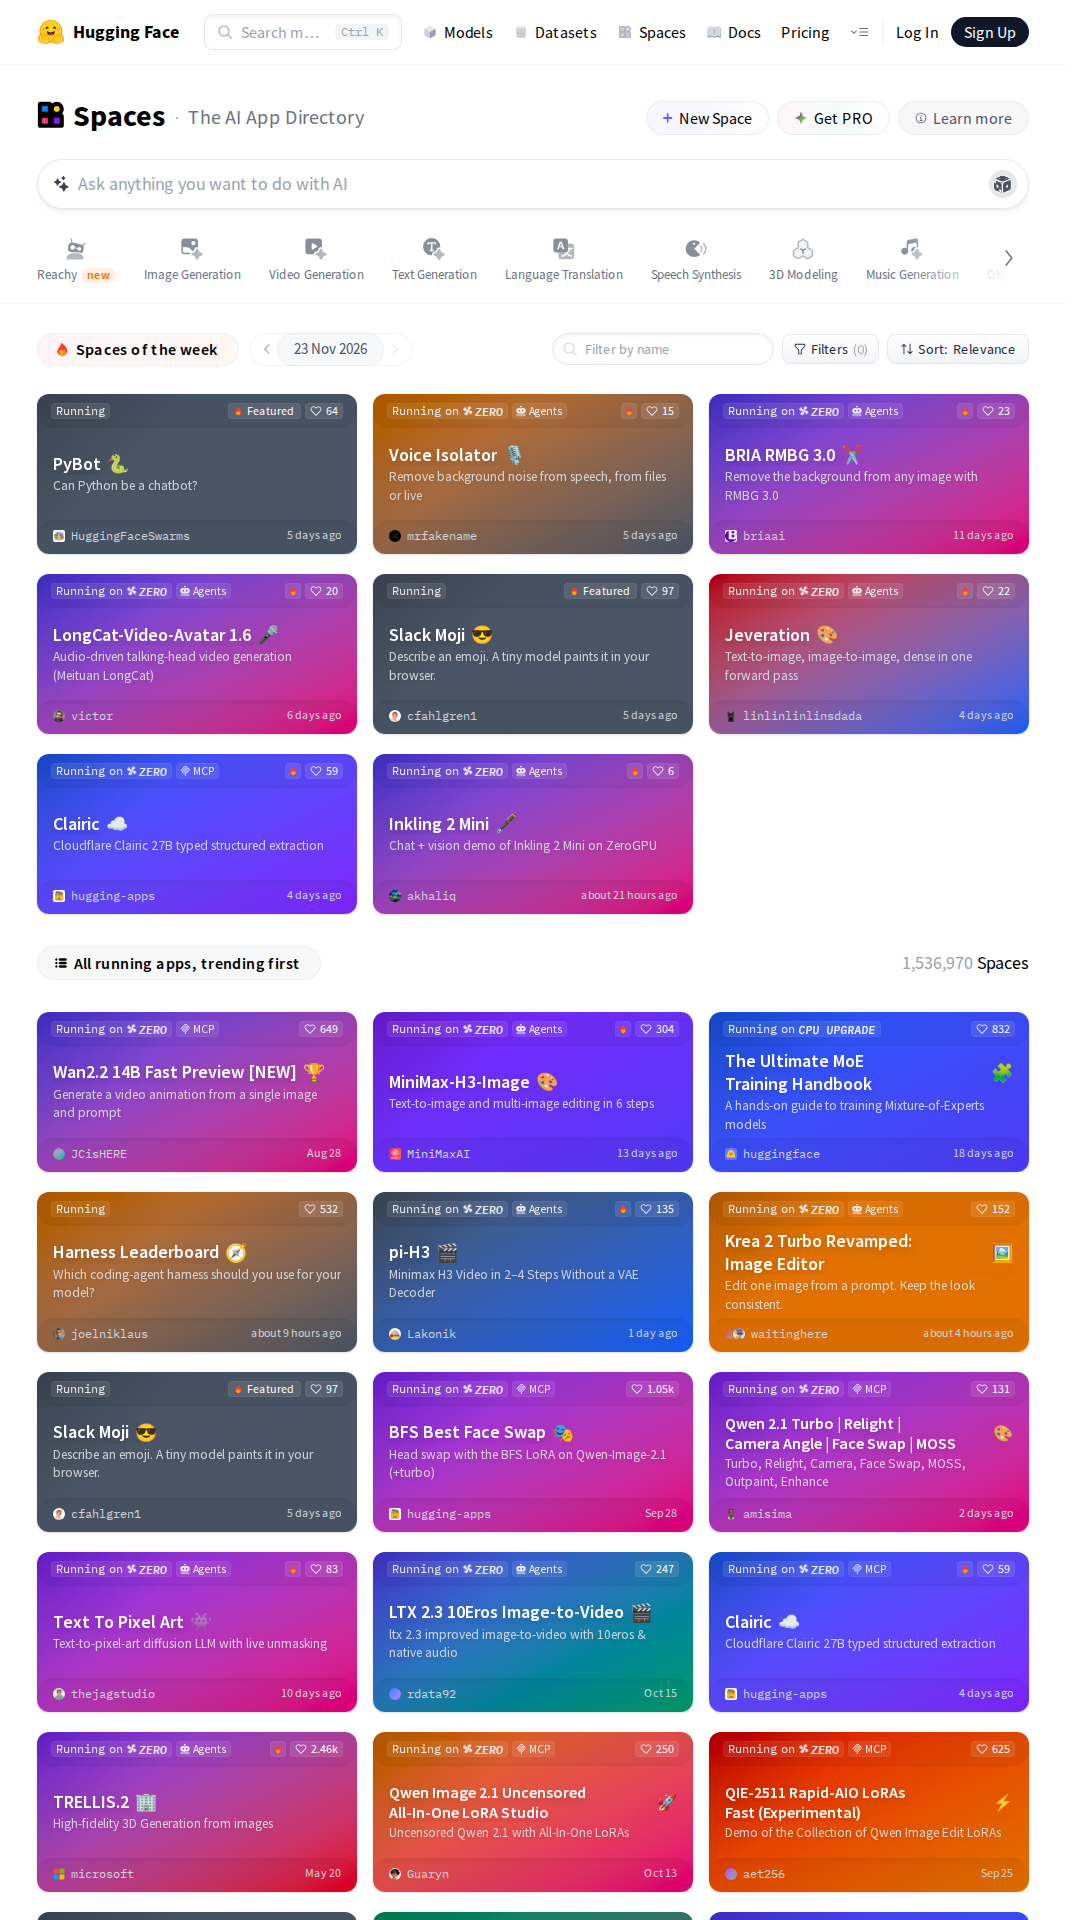 Hugging Face
Search m…
Ctrl K
Models
Datasets
Spaces
Docs
Pricing
Log In
Sign Up
Spaces · The AI App Directory
New Space
Get PRO
Learn more
Ask anything you want to do with AI
Reachy new
Image Generation
Video Generation
Text Generation
Language Translation
Speech Synthesis
3D Modeling
Music Generation
Spaces of the week
23 Nov 2026
Filter by name
Filters (0)
Sort: Relevance
Running
Featured
64
PyBot
Can Python be a chatbot?
HuggingFaceSwarms
5 days ago
Running on ZERO
Agents
15
Voice Isolator
Remove background noise from speech, from files
or live
mrfakename
5 days ago
Running on ZERO
Agents
23
BRIA RMBG 3.0
Remove the background from any image with
RMBG 3.0
briaai
11 days ago
Running on ZERO
Agents
20
LongCat-Video-Avatar 1.6
Audio-driven talking-head video generation
(Meituan LongCat)
victor
6 days ago
Running
Featured
97
Slack Moji
Describe an emoji. A tiny model paints it in your
browser.
cfahlgren1
5 days ago
Running on ZERO
Agents
22
Jeveration
Text-to-image, image-to-image, dense in one
forward pass
linlinlinlinsdada
4 days ago
Running on ZERO
MCP
59
Clairic
Cloudflare Clairic 27B typed structured extraction
hugging-apps
4 days ago
Running on ZERO
Agents
6
Inkling 2 Mini
Chat + vision demo of Inkling 2 Mini on ZeroGPU
akhaliq
about 21 hours ago
All running apps, trending first
1,536,970 Spaces
Running on ZERO
MCP
649
Wan2.2 14B Fast Preview [NEW]
Generate a video animation from a single image
and prompt
JCisHERE
Aug 28
Running on ZERO
Agents
304
MiniMax-H3-Image
Text-to-image and multi-image editing in 6 steps
MiniMaxAI
13 days ago
Running on CPU UPGRADE
832
The Ultimate MoE
Training Handbook
A hands-on guide to training Mixture-of-Experts
models
huggingface
18 days ago
Running
532
Harness Leaderboard
Which coding-agent harness should you use for your
model?
joelniklaus
about 9 hours ago
Running on ZERO
Agents
135
pi-H3
Minimax H3 Video in 2–4 Steps Without a VAE
Decoder
Lakonik
1 day ago
Running on ZERO
Agents
152
Krea 2 Turbo Revamped:
Image Editor
Edit one image from a prompt. Keep the look
consistent.
waitinghere
about 4 hours ago
Running
Featured
97
Slack Moji
Describe an emoji. A tiny model paints it in your
browser.
cfahlgren1
5 days ago
Running on ZERO
MCP
1.05k
BFS Best Face Swap
Head swap with the BFS LoRA on Qwen-Image-2.1
(+turbo)
hugging-apps
Sep 28
Running on ZERO
MCP
131
Qwen 2.1 Turbo | Relight |
Camera Angle | Face Swap | MOSS
Turbo, Relight, Camera, Face Swap, MOSS,
Outpaint, Enhance
amisima
2 days ago
Running on ZERO
Agents
83
Text To Pixel Art
Text-to-pixel-art diffusion LLM with live unmasking
thejagstudio
10 days ago
Running on ZERO
Agents
247
LTX 2.3 10Eros Image-to-Video
ltx 2.3 improved image-to-video with 10eros &
native audio
rdata92
Oct 15
Running on ZERO
MCP
59
Clairic
Cloudflare Clairic 27B typed structured extraction
hugging-apps
4 days ago
Running on ZERO
Agents
2.46k
TRELLIS.2
High-fidelity 3D Generation from images
microsoft
May 20
Running on ZERO
MCP
250
Qwen Image 2.1 Uncensored
All-In-One LoRA Studio
Uncensored Qwen 2.1 with All-In-One LoRAs
Guaryn
Oct 13
Running on ZERO
MCP
625
QIE-2511 Rapid-AIO LoRAs
Fast (Experimental)
Demo of the Collection of Qwen Image Edit LoRAs
aet256
Sep 25